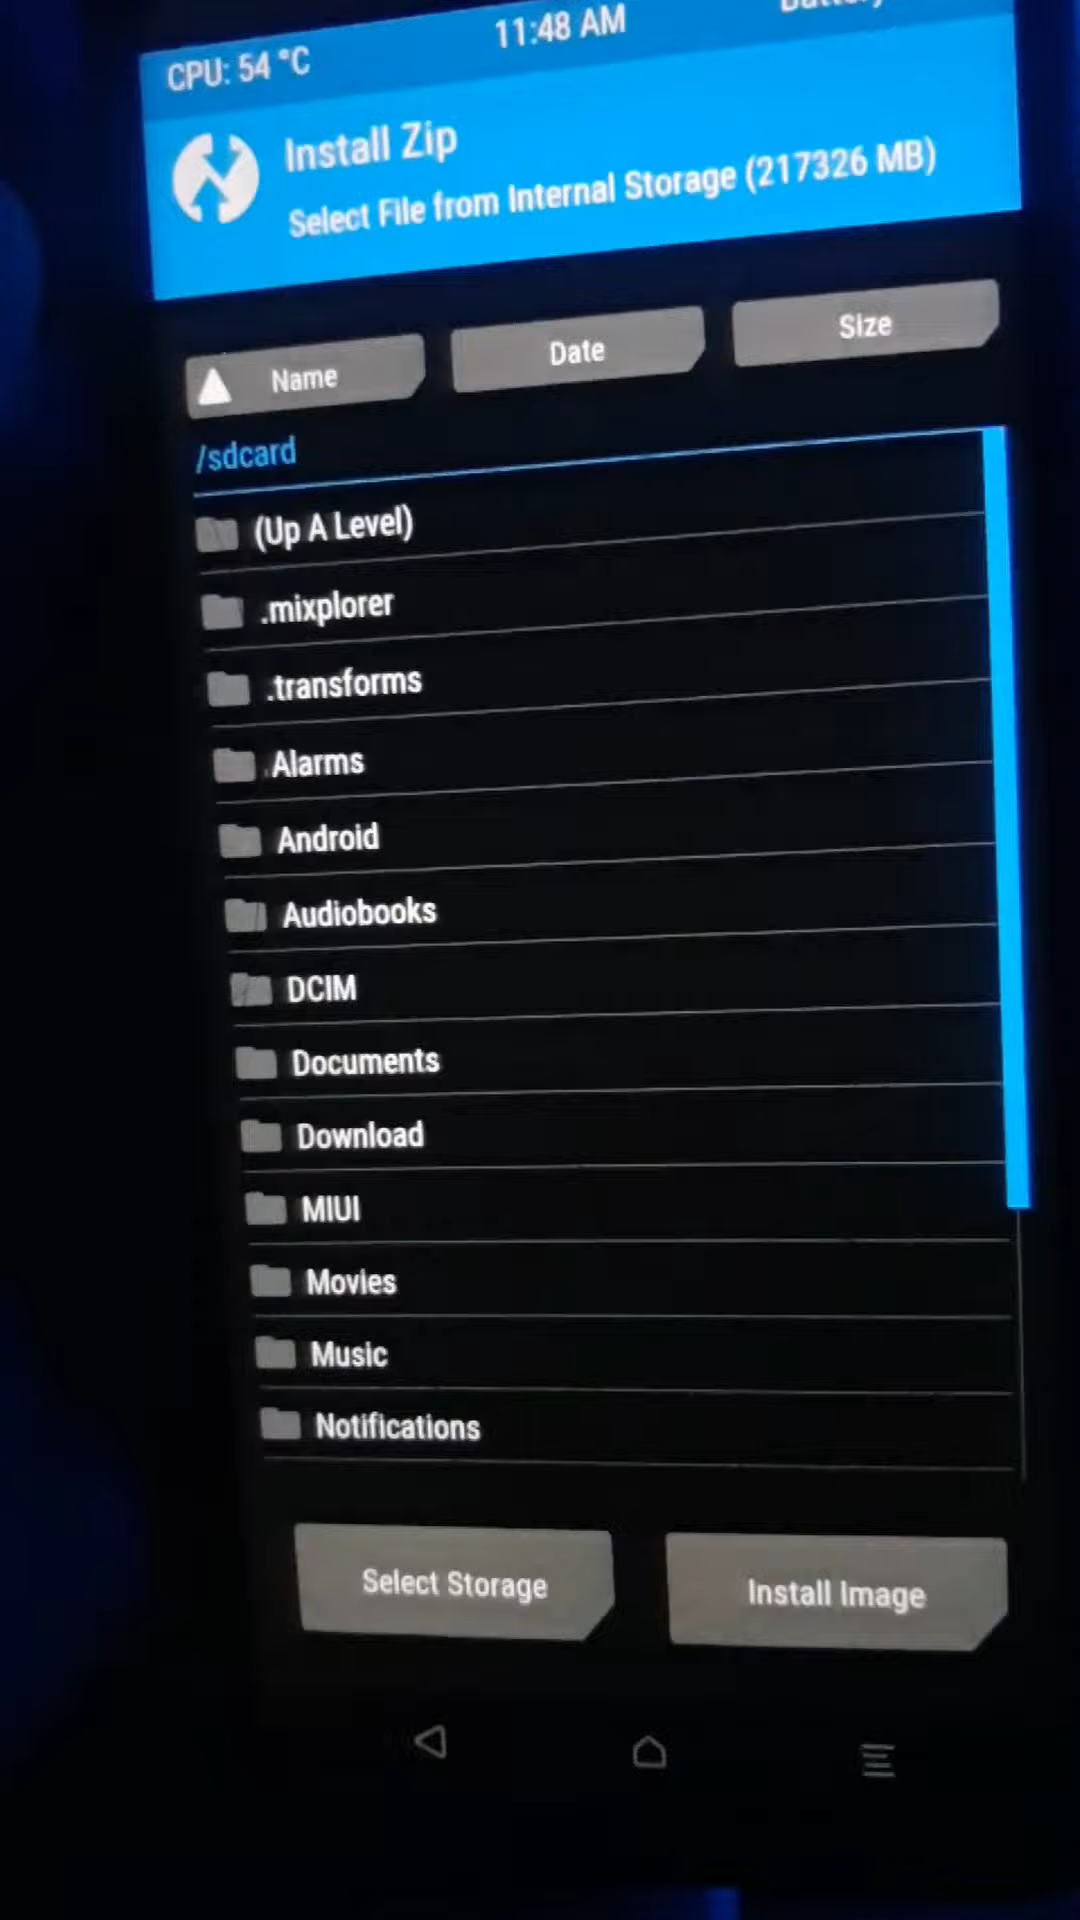 CPU: 54 °C
11:48 AM
Install Zip
Select File from Internal Storage (217326 MB)
Name
Date
Size
/sdcard
(Up A Level)
.mixplorer
.transforms
Alarms
Android
Audiobooks
DCIM
Documents
Download
MIUI
Movies
Music
Notifications
Select Storage
Install Image